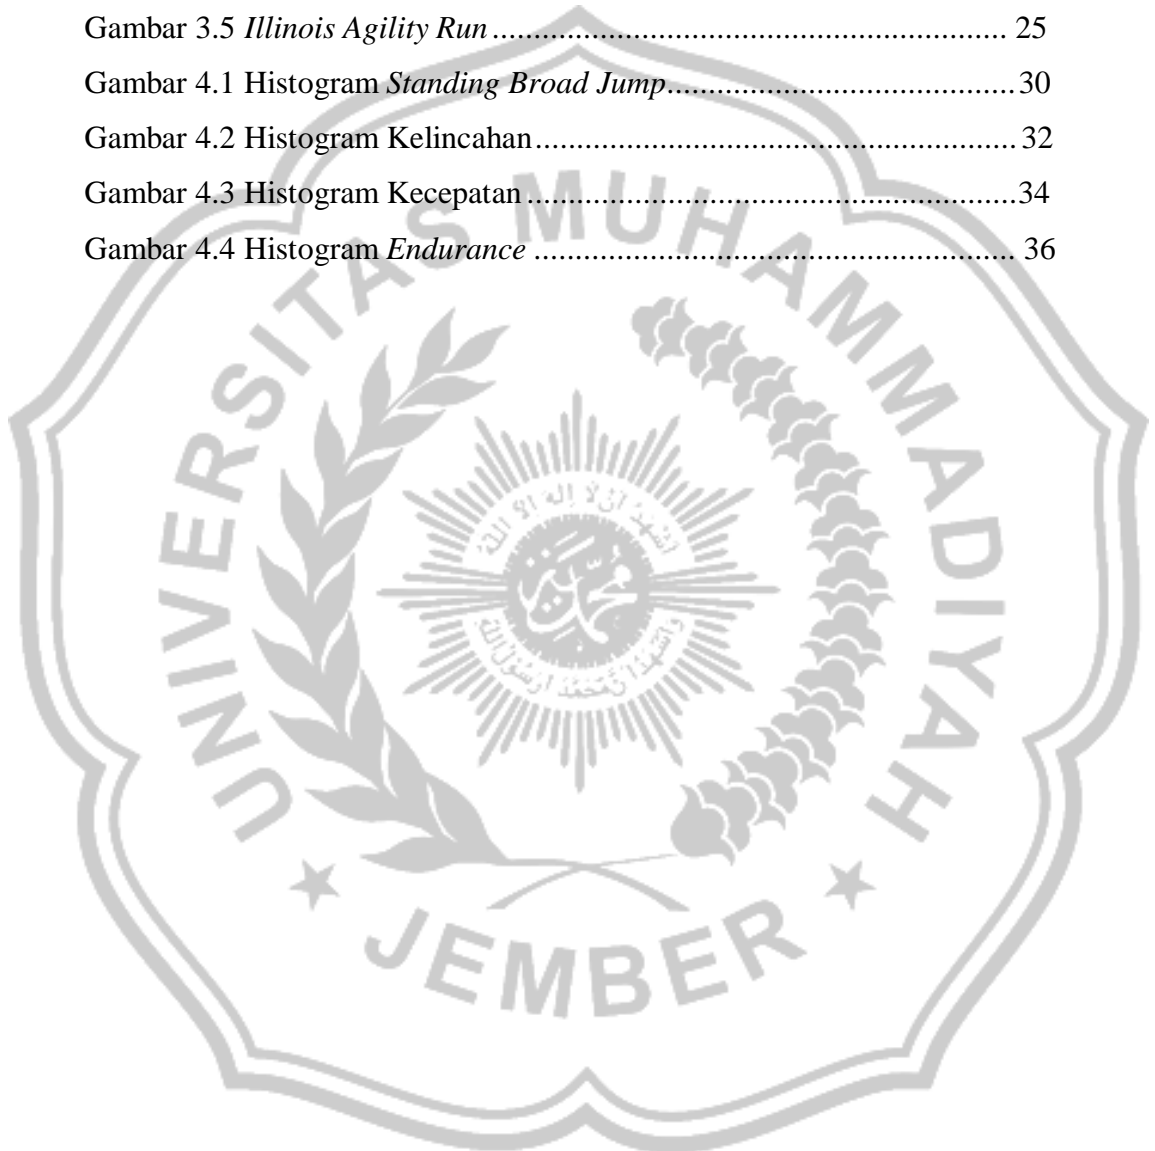 Gambar 3.5 Illinois Agility Run ................................................................. 25
Gambar 4.1 Histogram Standing Broad Jump............................................ 30
Gambar 4.2 Histogram Kelincahan............................................................. 32
Gambar 4.3 Histogram Kecepatan .............................................................. 34
Gambar 4.4 Histogram Endurance ............................................................. 36
UNIVERSITAS MUHAMMADIYAH
JEMBER